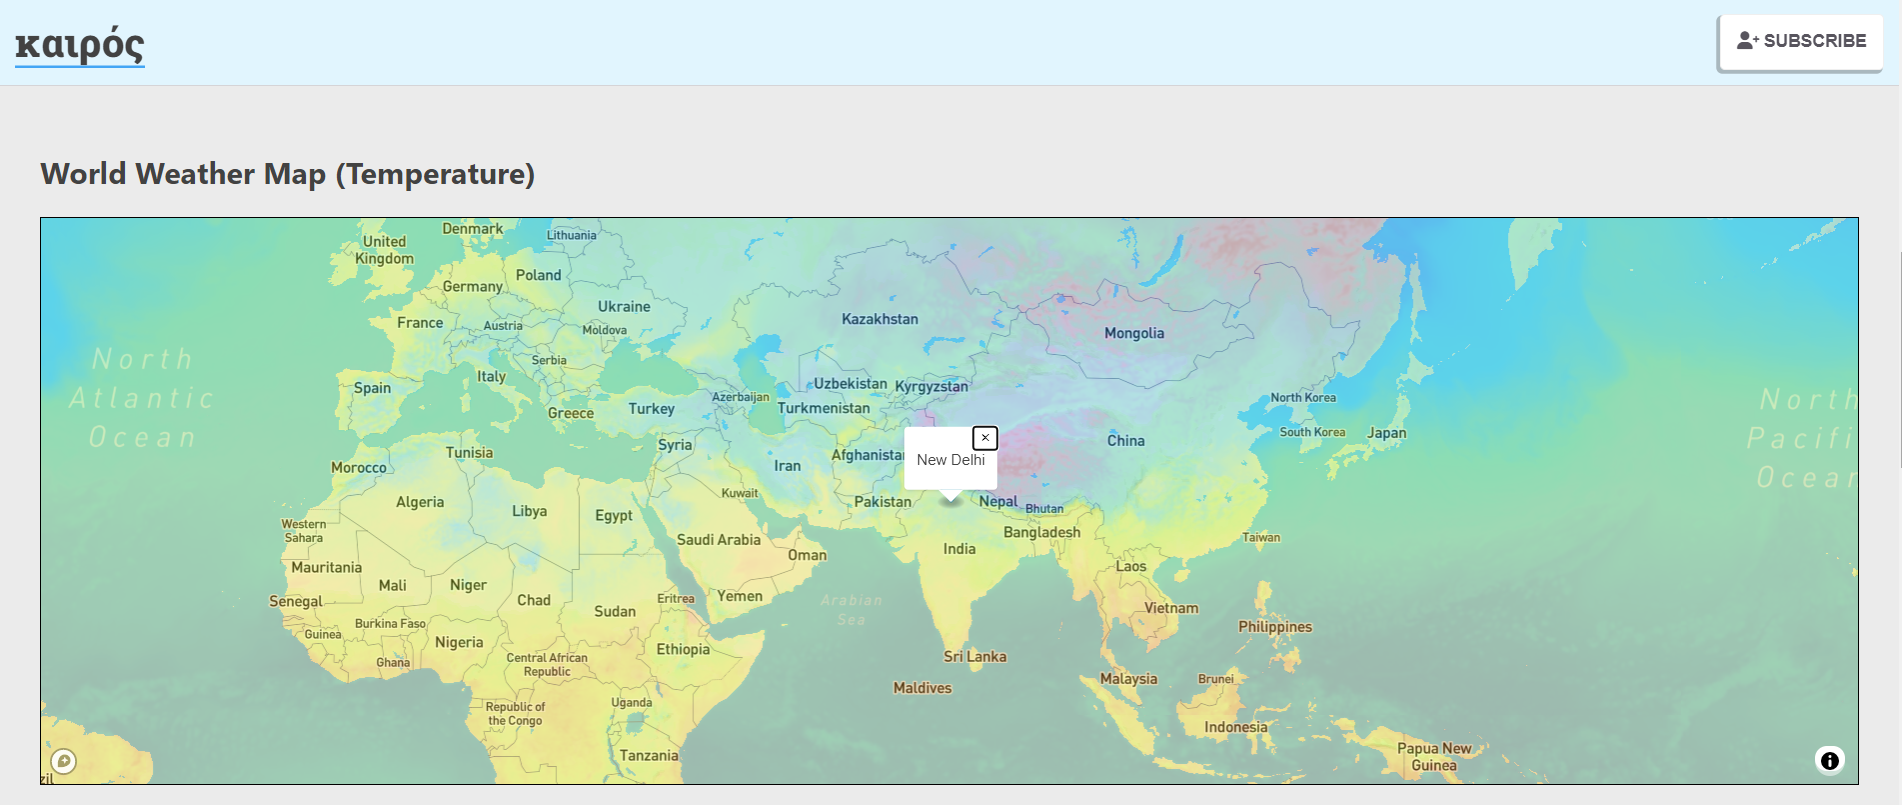 καιρός
SUBSCRIBE
World Weather Map (Temperature)
Denmark
Lithuania
United
Kingdom
Poland
Germany
Ukraine
France
Austria
Moldova
Kazakhstan
Mongolia
North
Atlantic
Ocean
Serbia
Italy
Spain
Uzbekistan
Kyrgyzstan
Azerbaijan
Turkmenistan
North Korea
Greece
Turkey
South Korea
Japan
North
Pacifi
Ocear
Syria
China
×
New Delhi
Tunisia
Afghanistan
Iran
Morocco
Algeria
Kuwait
Pakistan
Nepal
Bhutan
Libya
Egypt
Western
Sahara
Saudi Arabia
Bangladesh
Taiwan
Oman
India
Mauritania
Laos
Mali
Niger
Chad
Senegal
Eritrea
Yemen
Arabian
Sea
Sudan
Vietnam
Burkina Faso
Guinea
Nigeria
Philippines
Ethiopia
Ghana
Central African
Republic
Sri Lanka
Maldives
Malaysia
Brunei
Uganda
Republic of
the Congo
Indonesia
Tanzania
Papua New
Guinea
zil